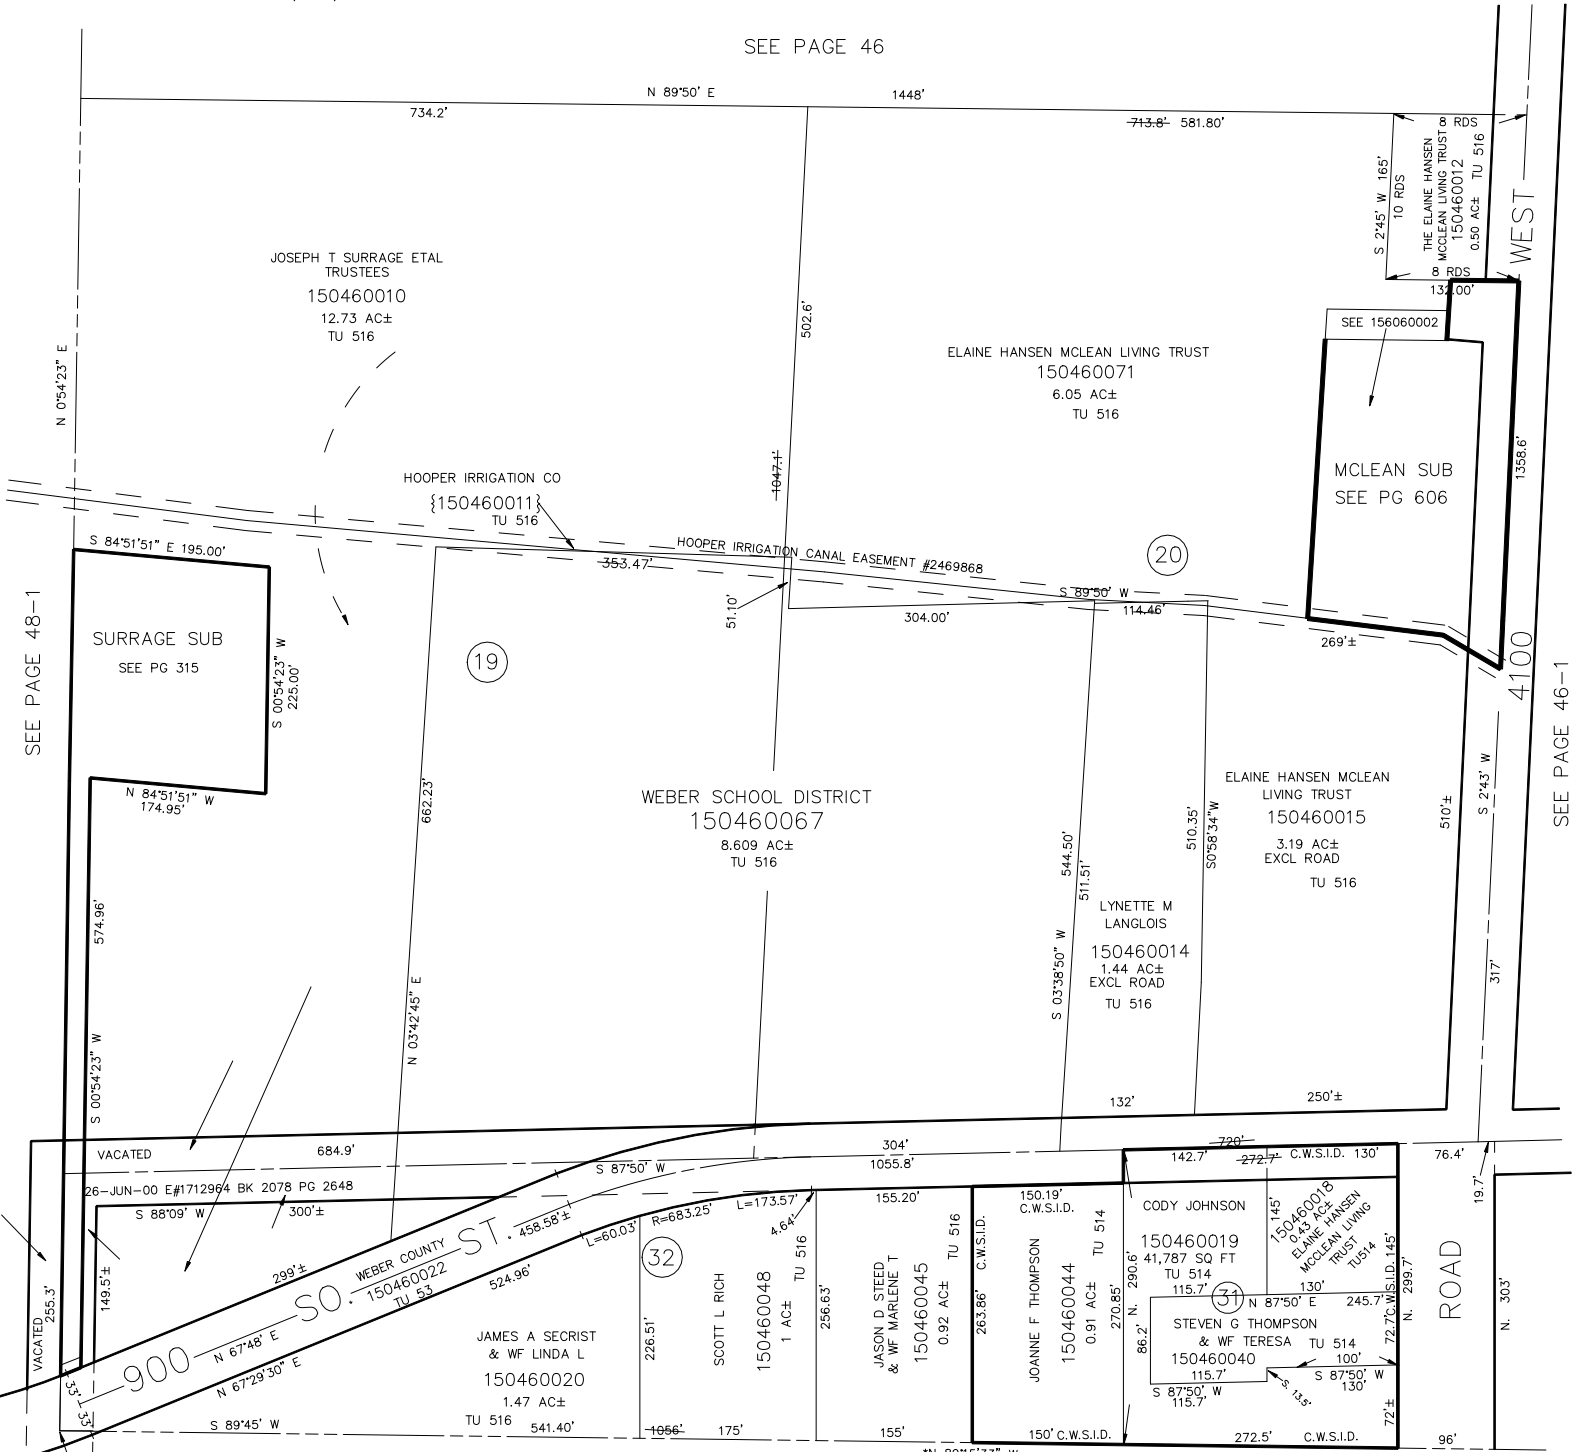 SEE PAGE 46
N 89°50' E
1448'
734.2'
713.8' 581.80'
8 RDS
S 2°45' W 165'
10 RDS
THE ELAINE HANSEN
MCCLEAN LIVING TRUST
150460012
0.50 AC± TU 516
8 RDS
132.00'
WEST
JOSEPH T SURRAGE ETAL
TRUSTEES
150460010
12.73 AC±
TU 516
502.6'
N 0°54'23" E
SEE 156060002
ELAINE HANSEN MCLEAN LIVING TRUST
150460071
6.05 AC±
TU 516
MCLEAN SUB
SEE PG 606
1358.6'
HOOPER IRRIGATION CO
{150460011}
TU 516
1047.1'
S 84°51'51" E 195.00'
353.47'
HOOPER IRRIGATION CANAL EASEMENT #2469868
20
S 89°50' W
114.46'
51.10'
304.00'
269'±
SEE PAGE 48-1
SURRAGE SUB
SEE PG 315
S 00°54'23" W
225.00'
19
4100
SEE PAGE 46-1
N 84°51'51" W
174.95'
662.23'
WEBER SCHOOL DISTRICT
150460067
8.609 AC±
TU 516
544.50'
511.51'
510.35'
S0°58'34"W
ELAINE HANSEN MCLEAN
LIVING TRUST
150460015
3.19 AC±
EXCL ROAD
TU 516
510'±
S 2°43' W
574.96'
LYNETTE M
LANGLOIS
150460014
1.44 AC±
EXCL ROAD
TU 516
S 03°38'50" W
317'
S 00°54'23" W
N 03°42'45" E
132'
250'±
VACATED
684.9'
304'
720'
S 87°50' W
1055.8'
142.7'
272.7'
C.W.S.I.D. 130'
76.4'
26-JUN-00 E#1712964 BK 2078 PG 2648
S 88°09' W
300'±
L=173.57'
155.20'
150.19'
C.W.S.I.D.
19.7'
458.58'±
L=60.03'
R=683.25'
4.64'
32
CODY JOHNSON
150460019
41,787 SQ FT
TU 514
115.7'
145'
150460018
0.43 AC±
ELAINE HANSEN
MCCLEAN LIVING
TRUST
TU514
130'
VACATED
255.3'
149.5'±
299'±
900 SO. ST.
WEBER COUNTY
150460022
TU 53
524.96'
N 67°48' E
N 67°29'30" E
33'
33'
JAMES A SECRIST
& WF LINDA L
150460020
1.47 AC±
TU 516
226.51'
SCOTT L RICH
150460048
1 AC±
TU 516
256.63'
JASON D STEED
& WF MARLENE T
150460045
0.92 AC±
TU 516
263.86' C.W.S.I.D.
JOANNE F THOMPSON
150460044
0.91 AC±
TU 514
270.85'
N. 290.6'
31
N 87°50' E
245.7'
STEVEN G THOMPSON
& WF TERESA TU 514
150460040
86.2'
115.7'
S 87°50' W
115.7'
100'
S 87°50' W
130'
S. 13.5'
72.7'C.W.S.I.D. 145'
N. 299.7'
72'±
ROAD
N. 303'
S 89°45' W
541.40'
1056'
175'
155'
150' C.W.S.I.D.
272.5'
C.W.S.I.D.
96'